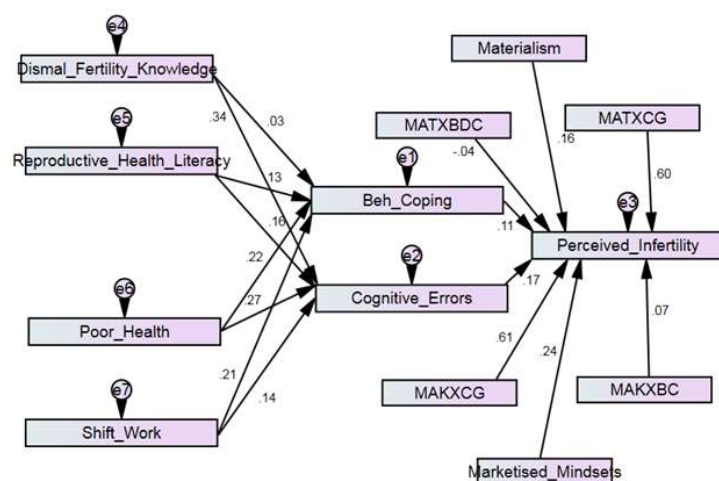 e4
Dismal_Fertility_Knowledge
Materialism
.34
.03
e5
MATXBDC
MATXCG
Reproductive_Health_Literacy
-.04
.16
.13
e1
.60
e3
Beh_Coping
.16
.11
Perceived_Infertility
.22
e2
e6
.27
Cognitive_Errors
.17
Poor_Health
.61
.07
.24
.21
e7
.14
MAKXCG
MAKXBC
Shift_Work
Marketised_Mindsets